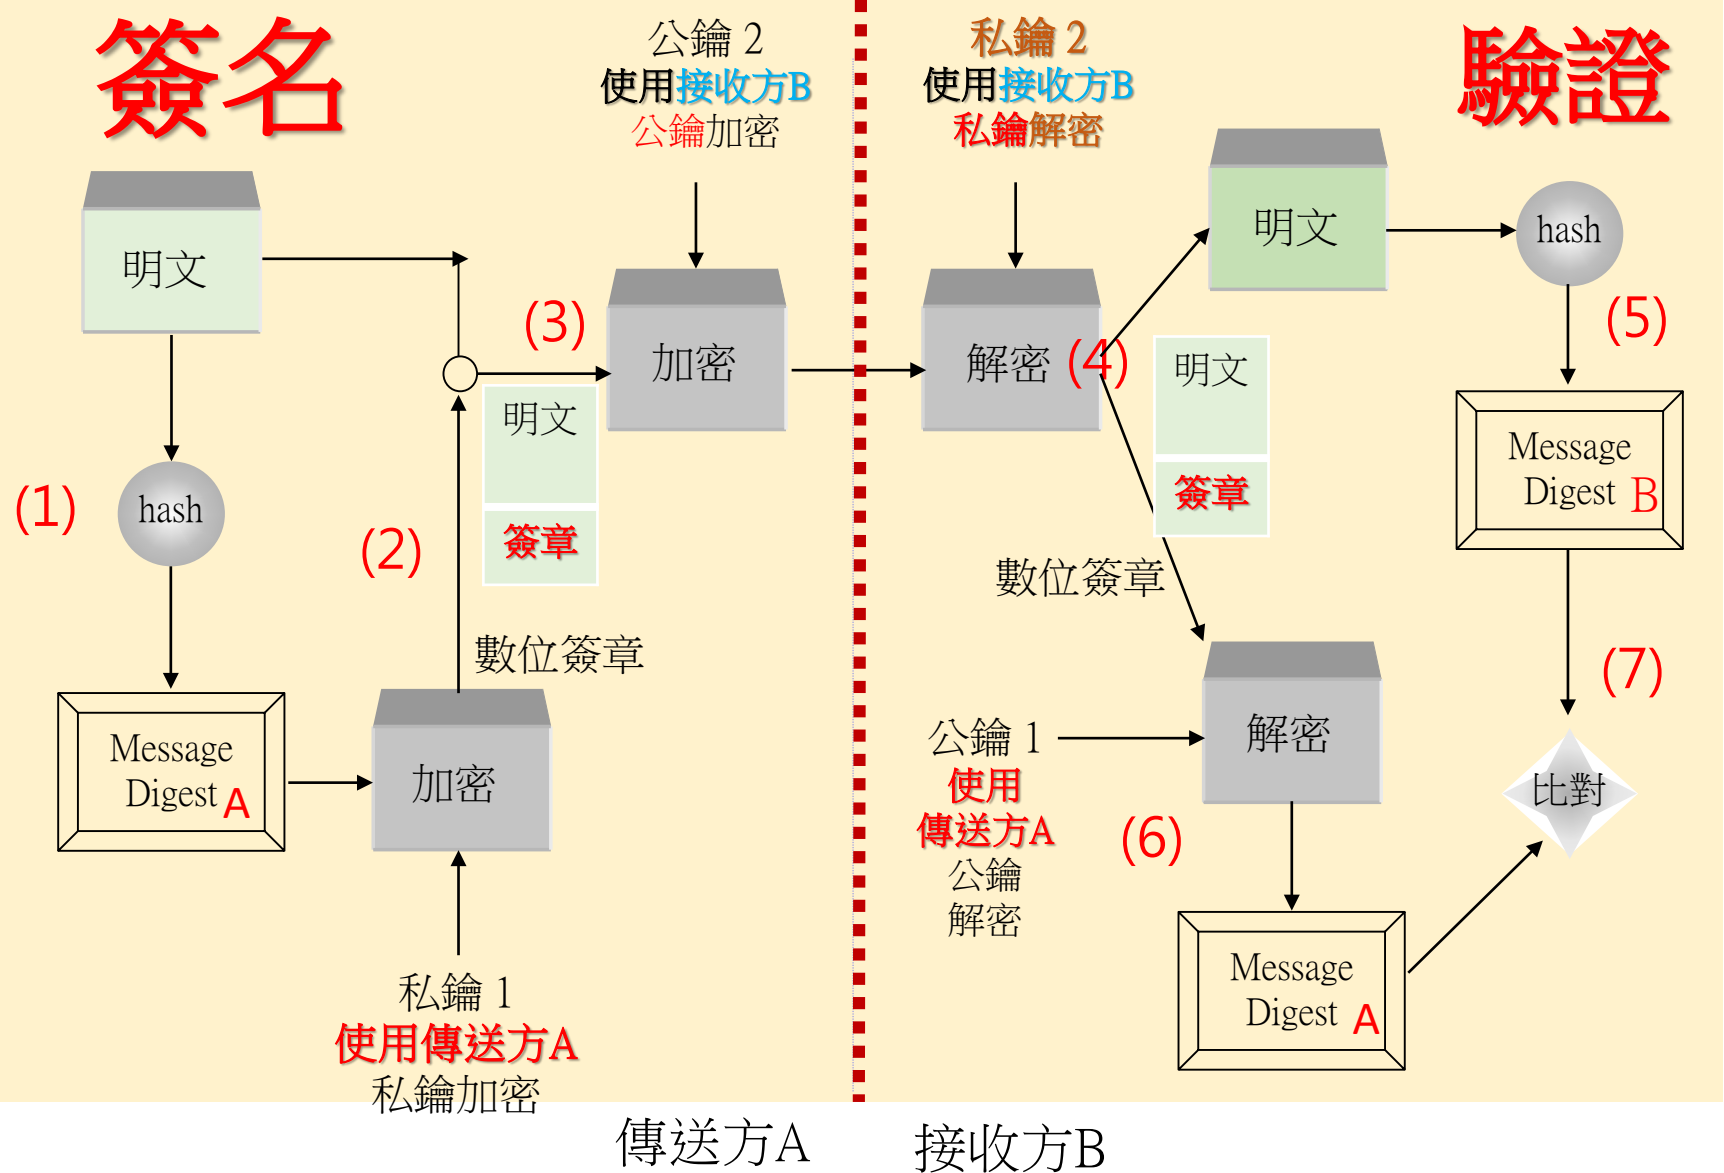 簽名
公鑰 2
使用接收方B
公鑰加密
明文
(3)
加密
明文
簽章
(1)
hash
(2)
數位簽章
Message
Digest A
加密
私鑰 1
使用傳送方A
私鑰加密
傳送方A
私鑰 2
使用接收方B
私鑰解密
驗證
明文
hash
(5)
解密
(4)
明文
簽章
Message
Digest B
數位簽章
(7)
公鑰 1
使用
傳送方A
公鑰
解密
解密
(6)
比對
Message
Digest A
接收方B